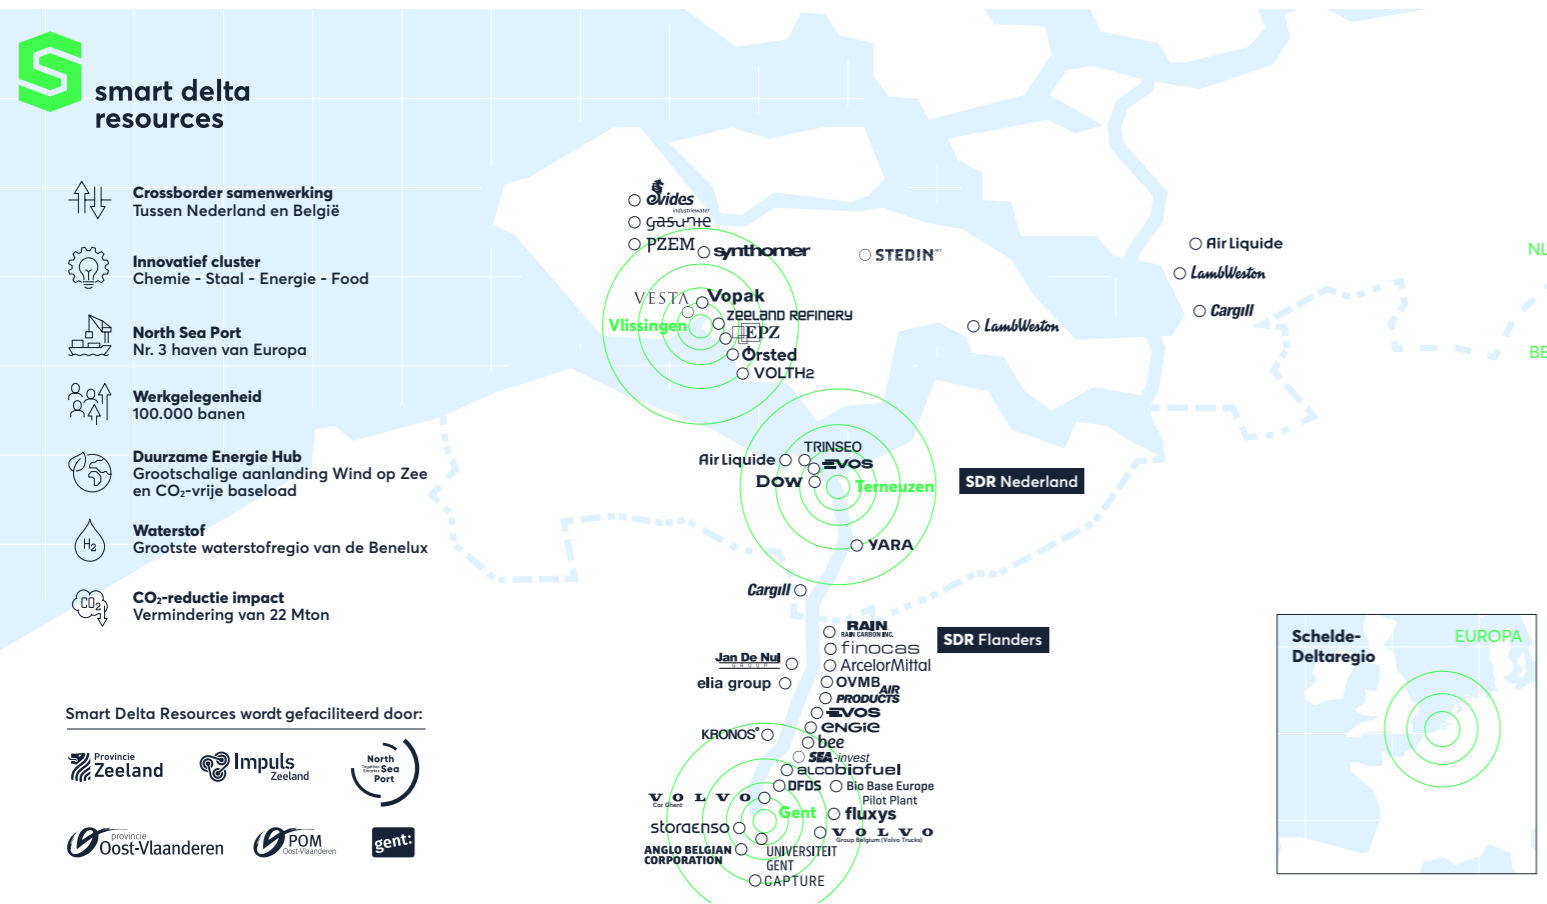 smart delta
resources
Crossborder samenwerking
Tussen Nederland en België
Innovatief cluster
Chemie - Staal - Energie - Food
North Sea Port
Nr. 3 haven van Europa
Werkgelegenheid
100.000 banen
Duurzame Energie Hub
Grootschalige aanlanding Wind op Zee
en CO₂-vrije baseload
H₂
Waterstof
Grootste waterstofregio van de Benelux
CO₂
CO₂-reductie impact
Vermindering van 22 Mton
Smart Delta Resources wordt gefaciliteerd door:
Provincie
Zeeland
Impuls
Zeeland
North
Sea
Port
provincie
Oost-Vlaanderen
POM
Oost-Vlaanderen
gent:
evides
industriewater
gasunie
PZEM
synthomer
STEDIN
VESTA
Vopak
ZEELAND REFINERY
Vlissingen
EPZ
Ørsted
VOLTH2
Air Liquide
LambWeston
Cargill
LambWeston
NL
BE
TRINSEO
Air Liquide
EVOS
Dow
Terneuzen
SDR Nederland
YARA
Cargill
RAIN
RAIN CARBON INC.
SDR Flanders
finocas
Jan De Nul
GROUP
ArcelorMittal
elia group
OVMB
AIR
PRODUCTS
EVOS
ENGIE
KRONOS
bee
SEA-invest
alcobiofuel
DFDS
Bio Base Europe
Pilot Plant
VOLVO
Car Ghent
Gent
fluxys
storaenso
VOLVO
Group Belgium (Volvo Trucks)
ANGLO BELGIAN
CORPORATION
UNIVERSITEIT
GENT
CAPTURE
Schelde-
Deltaregio
EUROPA